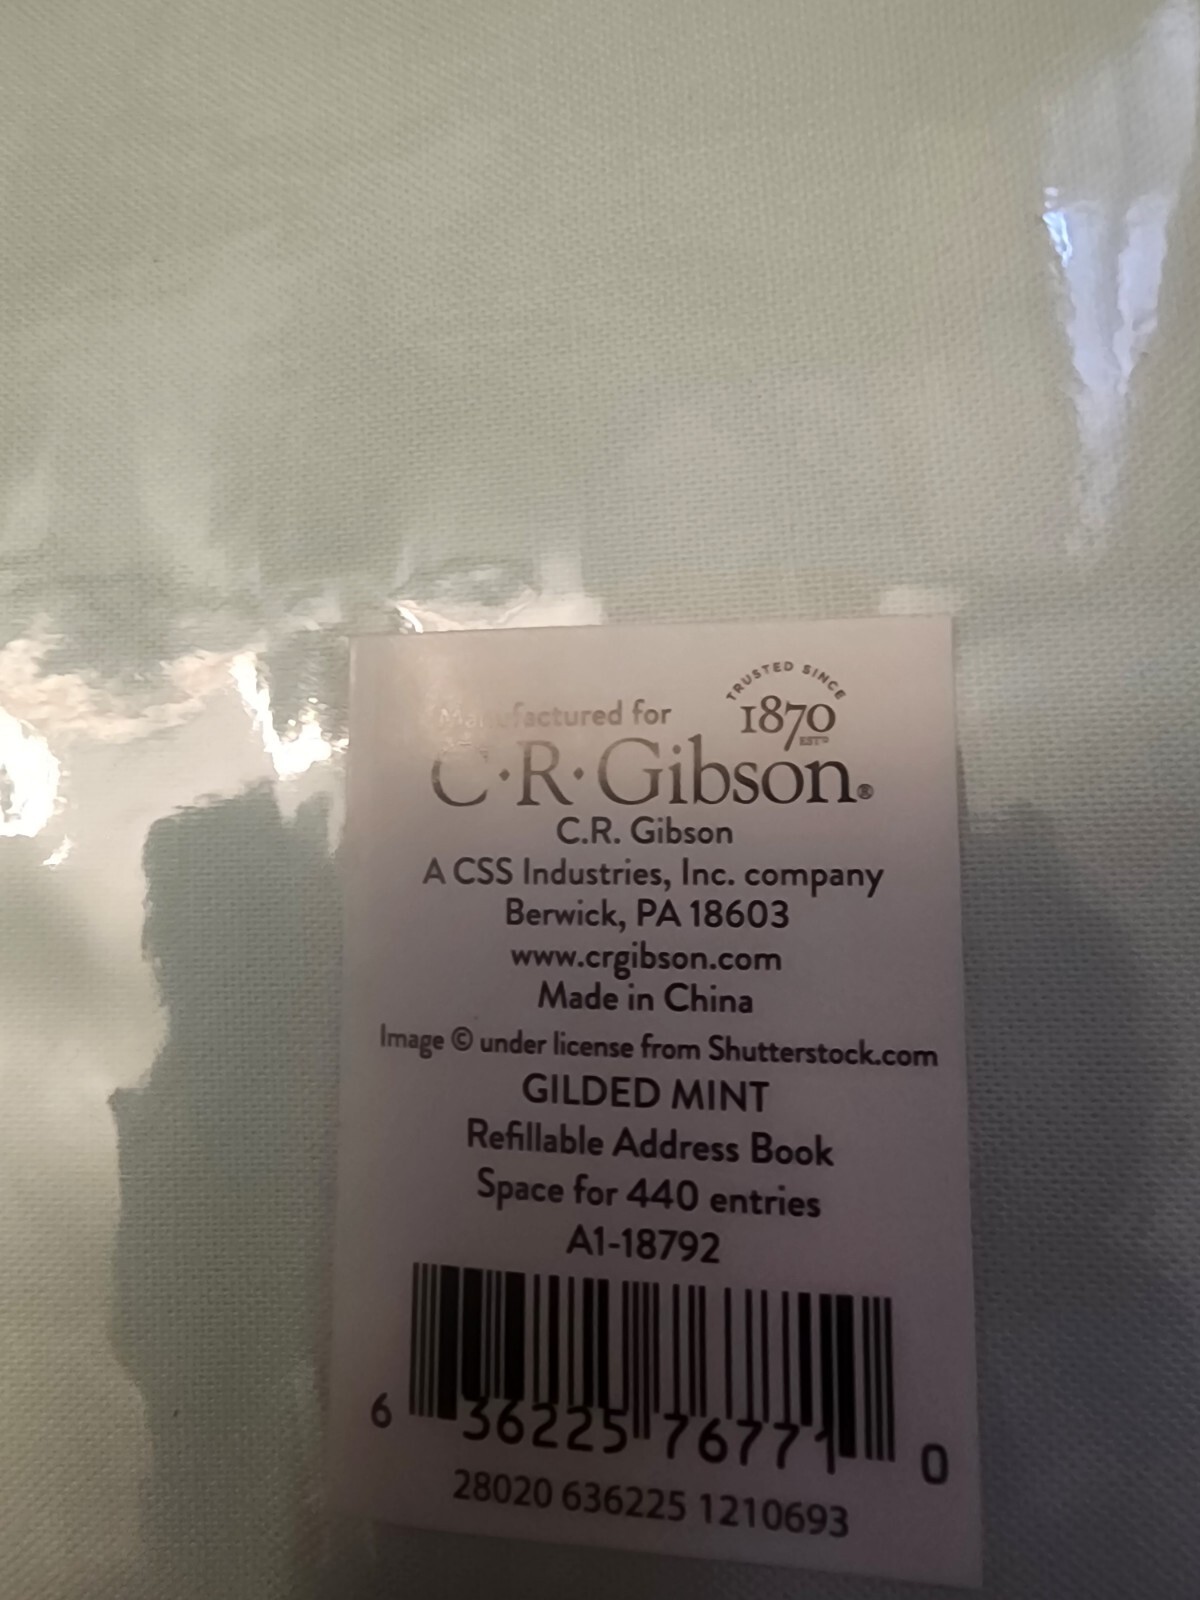 TRUSTED SINCE
1870
ESTD
Manufactured for
C·R·Gibson®
C.R. Gibson
A CSS Industries, Inc. company
Berwick, PA 18603
www.crgibson.com
Made in China
Image © under license from Shutterstock.com
GILDED MINT
Refillable Address Book
Space for 440 entries
A1-18792
6 36225 76771 0
28020 636225 1210693